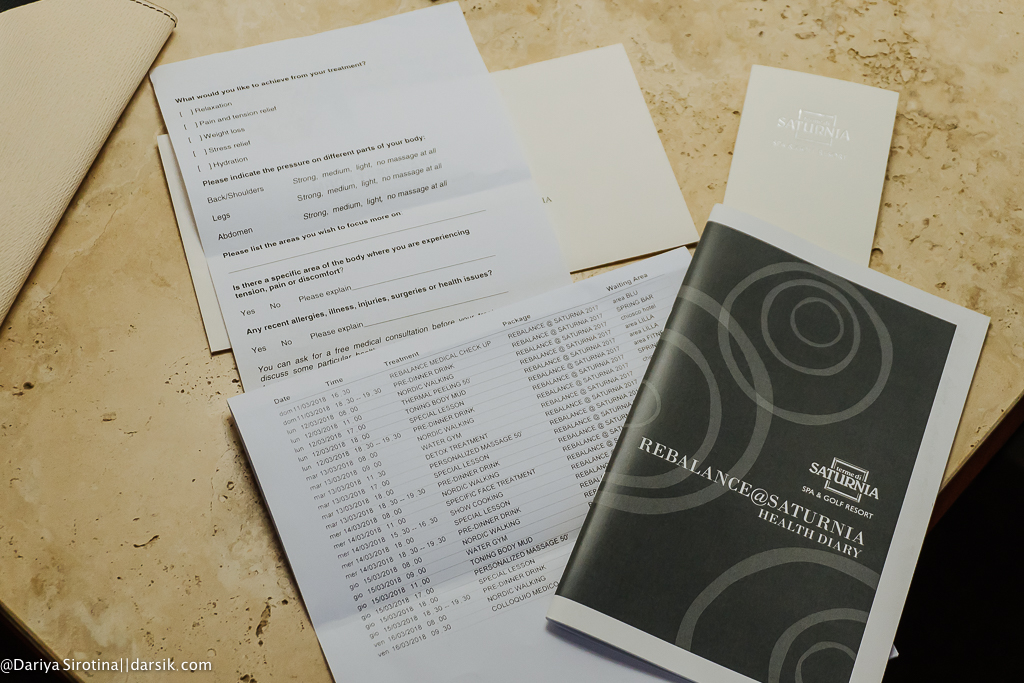 What would you like to achieve from your treatment?
[ ] Relaxation
[ ] Pain and tension relief
[ ] Weight loss
[ ] Stress relief
[ ] Hydration
Please indicate the pressure on different parts of your body:
Back/Shoulders Strong, medium, light, no massage at all
Legs Strong, medium, light, no massage at all
Abdomen Strong, medium, light, no massage at all
Please list the areas you wish to focus more on:
Is there a specific area of the body where you are experiencing
tension, pain or discomfort?
Yes No Please explain
Any recent allergies, illness, injuries, surgeries or health issues?
Yes No Please explain
You can ask for a free medical consultation before your
discuss some particular
SATURNIA
Date Time Treatment Package Waiting Area
dom 11/03/2018 16 30 REBALANCE MEDICAL CHECK UP REBALANCE @ SATURNIA 2017 area BLU
dom 11/03/2018 18 30 -- 19 30 PRE-DINNER DRINK REBALANCE @ SATURNIA 2017 SPRING BAR
lun 12/03/2018 08 00 NORDIC WALKING REBALANCE @ SATURNIA 2017 chiosco hotel
lun 12/03/2018 11 00 THERMAL PEELING 50' REBALANCE @ SATURNIA 2017 area LILLA
lun 12/03/2018 17 00 TONING BODY MUD REBALANCE @ SATURNIA 2017 area LILLA
lun 12/03/2018 18 00 SPECIAL LESSON REBALANCE @ SATURNIA 2017 area
lun 12/03/2018 18 30 -- 19 30 PRE-DINNER DRINK REBALANCE @ SATURNIA 2017
mar 13/03/2018 08 00 NORDIC WALKING REBALANCE @ SATURNIA 2017
mar 13/03/2018 09 00 WATER GYM REBALANCE @ SATURNIA
mar 13/03/2018 11 30 DETOX TREATMENT REBALANCE @ SATURNIA
mar 13/03/2018 17 00 PERSONALIZED MASSAGE 50' REBALANCE @ SATURNIA
mar 13/03/2018 18 00 SPECIAL LESSON REBALANCE @
mar 13/03/2018 18 30 -- 19 30 PRE-DINNER DRINK REBALANCE @
mer 14/03/2018 08 00 NORDIC WALKING REBALANCE
mer 14/03/2018 11 00 SPECIFIC FACE TREATMENT REBALANCE
mer 14/03/2018 15 30 -- 16 30 SHOW COOKING
mer 14/03/2018 18 00 SPECIAL LESSON
mer 14/03/2018 18 30 -- 19 30 PRE-DINNER DRINK
gio 15/03/2018 08 00 NORDIC WALKING
gio 15/03/2018 09 00 WATER GYM
gio 15/03/2018 11 00 TONING BODY MUD
gio 15/03/2018 17 00 PERSONALIZED MASSAGE 50'
gio 15/03/2018 18 00 SPECIAL LESSON
gio 15/03/2018 18 30 -- 19 30 PRE-DINNER DRINK
ven 16/03/2018 08 00 NORDIC WALKING
ven 16/03/2018 09 30 COLLOQUIO MEDICO
terme di
SATURNIA
SPA & GOLF RESORT
REBALANCE@SATURNIA
HEALTH DIARY
@Dariya Sirotina||darsik.com